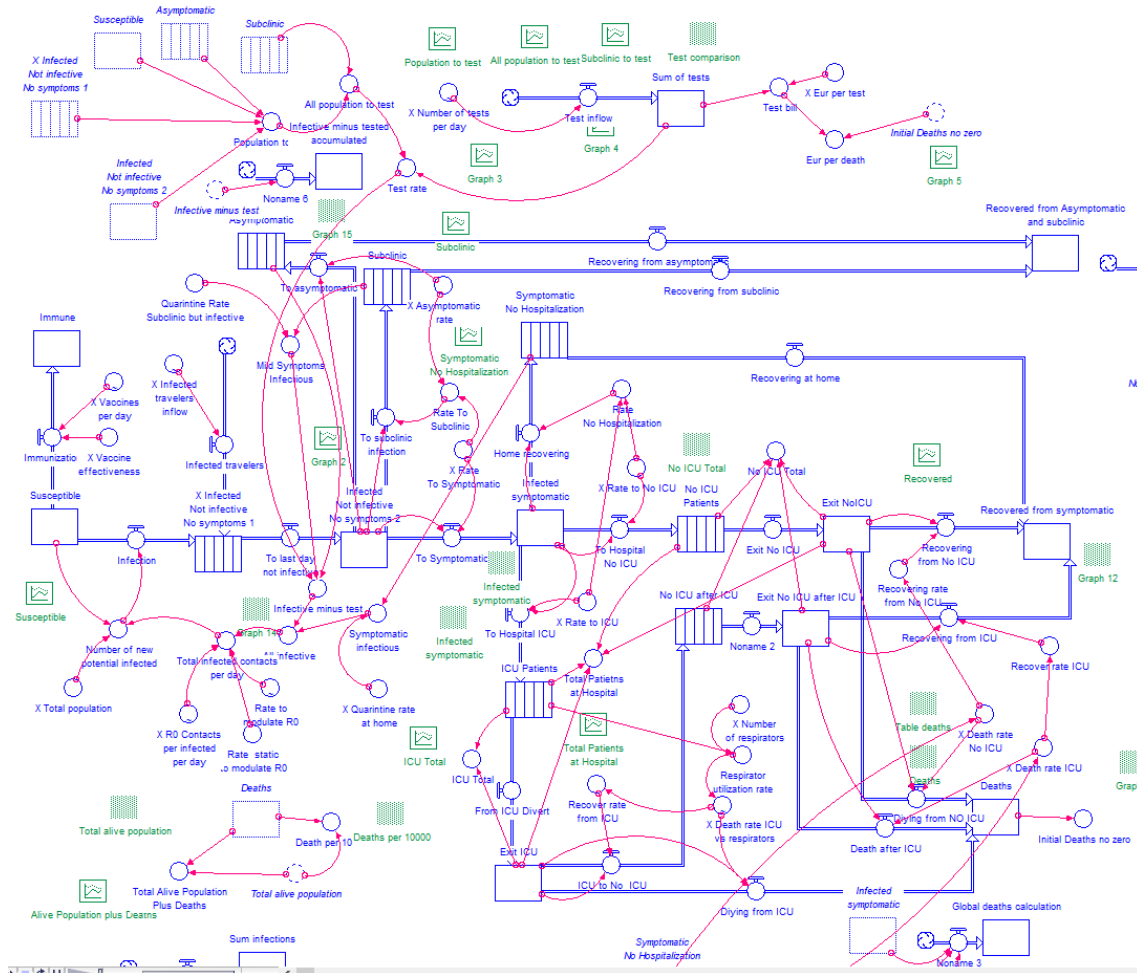 Susceptible
Asymptomatic
Subclinic
X Infected
Not infective
No symptoms 1
All population to test
Population to
Infective minus tested
accumulated
Infected
Not infective
No symptoms 2
Noname 6
Infective minus test
Population to test
All population to test
Subclinic to test
Test comparison
X Number of tests
per day
Test inflow
Sum of tests
Graph 4
Graph 3
Test rate
Test bill
X Eur per test
Eur per death
Initial Deaths no zero
Graph 5
Asymptomatic
Graph 15
Subclinic
Recovering from asymptom
Recovering from subclinic
Recovered from Asymptomatic
and subclinic
To asymptomatic
Subclinic
X Asymptomatic
rate
Quarintine Rate
Subclinic but infective
Immune
X Infected
travelers
inflow
Mid Symptoms
Infectious
Symptomatic
No Hospitalization
Symptomatic
No Hospitalization
Recovering at home
X Vaccines
per day
Immunizatio
X Vaccine
effectiveness
Infected travelers
Graph 2
To subclinic
infection
Rate To
Subclinic
X Rate
To Symptomatic
Home recovering
Rate
No Hospitalization
X Rate to No ICU
No ICU Total
No ICU Total
Recovered
Susceptible
X Infected
Not infective
No symptoms 1
Infected
Not infective
No symptoms 2
Infected
symptomatic
No ICU
Patients
Exit NoICU
Recovered from symptomatic
Infection
To last day
not infective
To Symptomatic
To Hospital
No ICU
Exit No ICU
Recovering
from No ICU
Graph 12
Susceptible
Infective minus test
Infected
symptomatic
Infected
symptomatic
To Hospital ICU
X Rate to ICU
No ICU after ICU
Exit No ICU after ICU
Noname 2
Recovering rate
from No ICU
Recovering from ICU
Number of new
potential infected
Graph 14
All infective
Symptomatic
infectious
Total infected contacts
per day
X Total population
X R0 Contacts
per infected
per day
Rate to
modulate R0
Rate static
to modulate R0
X Quarintine rate
at home
ICU Patients
Total Patietns
at Hospital
Recover rate ICU
ICU Total
ICU Total
Total Patients
at Hospital
X Number
of respirators
Respirator
utilization rate
Table deaths
X Death rate
No ICU
X Death rate ICU
Deaths
Deaths
Grap
From ICU Divert
Recover rate
from ICU
X Death rate ICU
vs respirators
Diying from NO ICU
Death after ICU
Initial Deaths no zero
Total alive population
Deaths
Death per 10
Deaths per 10000
Exit ICU
ICU to No ICU
Diying from ICU
Total Alive Population
Plus Deaths
Total alive population
Alive Population plus Deaths
Infected
symptomatic
Global deaths calculation
Noname 3
Symptomatic
No Hospitalization
Sum infections